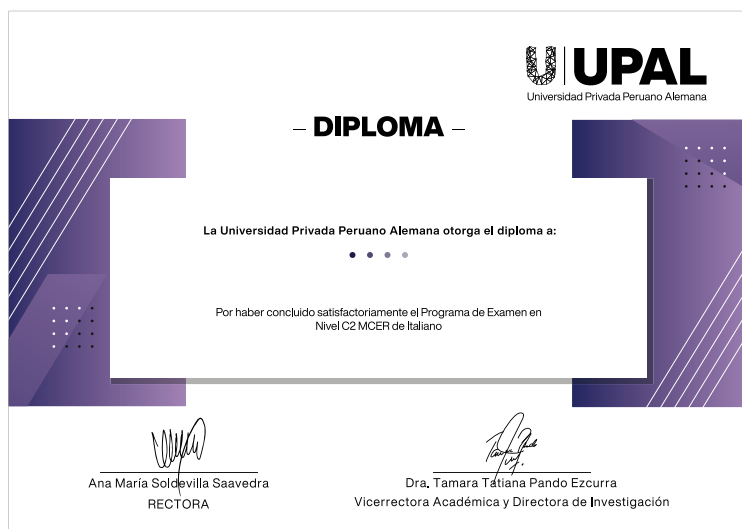 UPAL
Universidad Privada Peruano Alemana
– DIPLOMA –
La Universidad Privada Peruano Alemana otorga el diploma a:
Por haber concluido satisfactoriamente el Programa de Examen en
Nivel C2 MCER de Italiano
Ana María Soldevilla Saavedra
RECTORA
Dra. Tamara Tatiana Pando Ezcurra
Vicerrectora Académica y Directora de Investigación